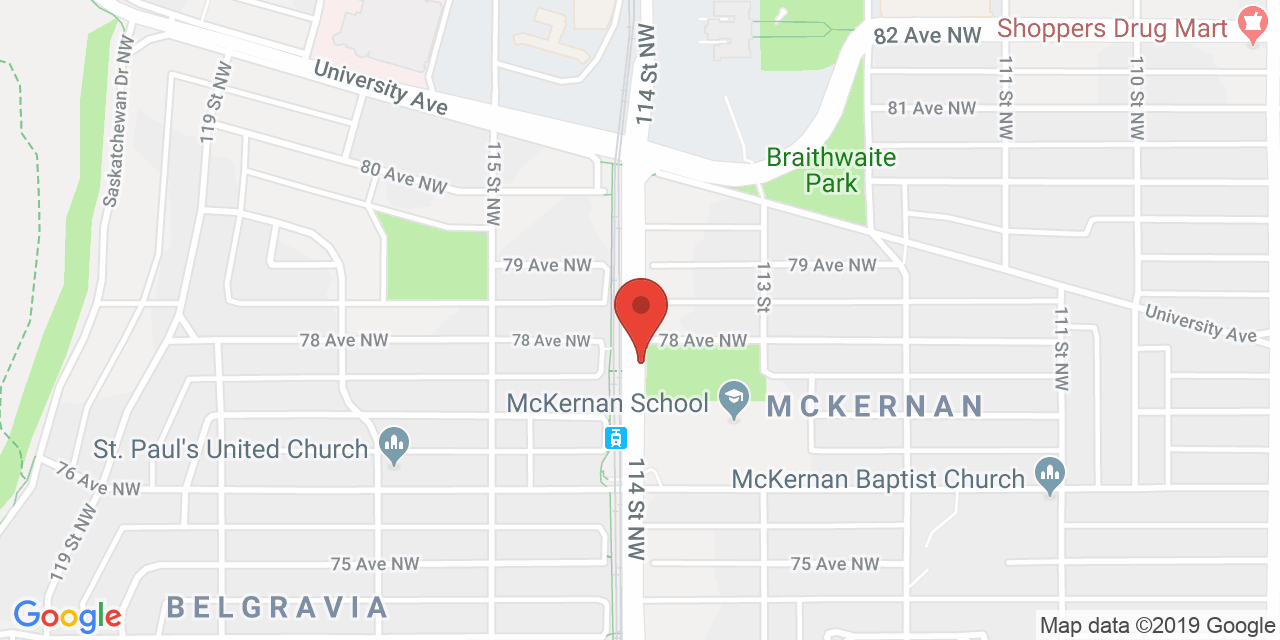 114 St NW
82 Ave NW
Shoppers Drug Mart
University Ave
Saskatchewan Dr NW
119 St NW
111 St NW
110 St NW
81 Ave NW
Braithwaite
Park
80 Ave NW
115 St NW
79 Ave NW
79 Ave NW
113 St
University Ave
78 Ave NW
78 Ave NW
78 Ave NW
111 St NW
McKernan School
MCKERNAN
St. Paul's United Church
76 Ave NW
McKernan Baptist Church
114 St NW
119 St NW
75 Ave NW
75 Ave NW
BELGRAVIA
Google
Map data ©2019 Google